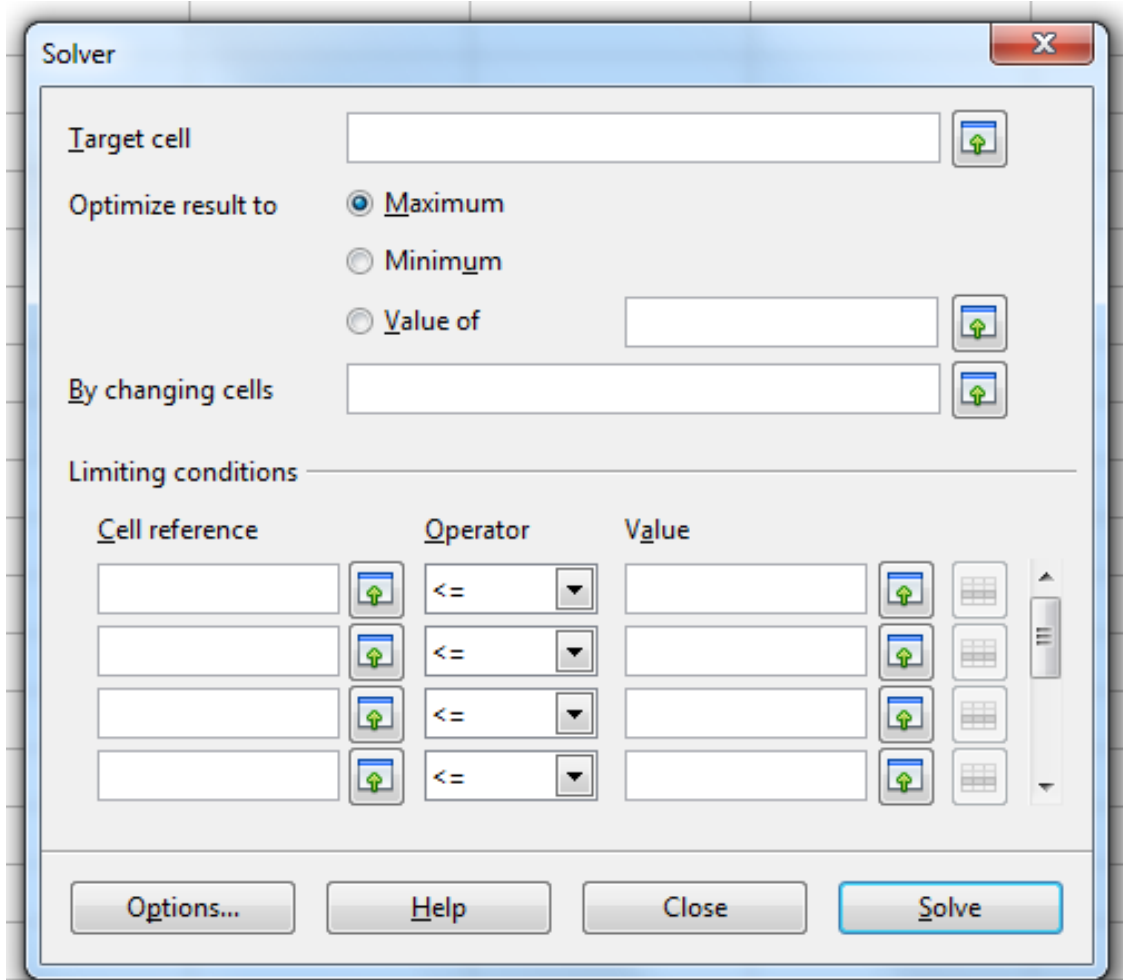 Solver
Target cell
Optimize result to Maximum
Minimum
Value of
By changing cells
Limiting conditions
Cell reference Operator Value
<=
<=
<=
<=
Options... Help Close Solve